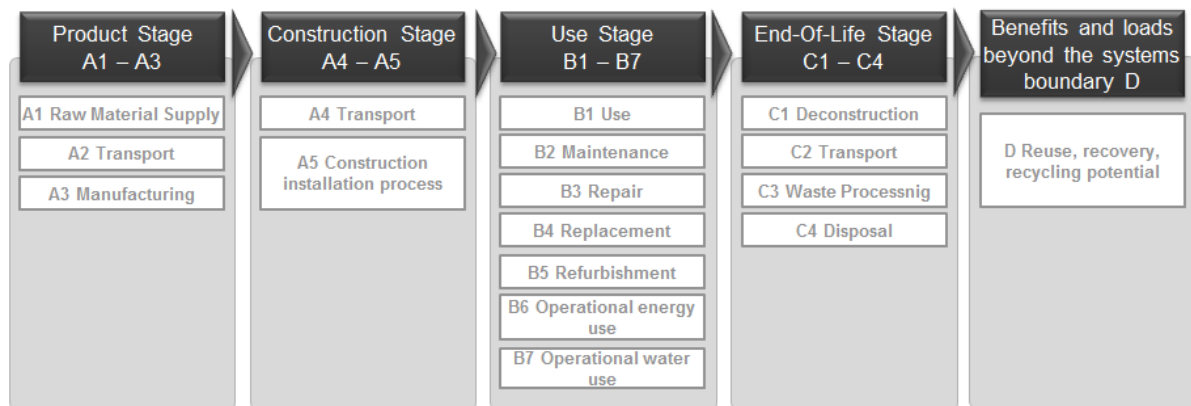 Product Stage
A1 – A3
A1 Raw Material Supply
A2 Transport
A3 Manufacturing
Construction Stage
A4 – A5
A4 Transport
A5 Construction
installation process
Use Stage
B1 – B7
B1 Use
B2 Maintenance
B3 Repair
B4 Replacement
B5 Refurbishment
B6 Operational energy
use
B7 Operational water
use
End-Of-Life Stage
C1 – C4
C1 Deconstruction
C2 Transport
C3 Waste Processnig
C4 Disposal
Benefits and loads
beyond the systems
boundary D
D Reuse, recovery,
recycling potential